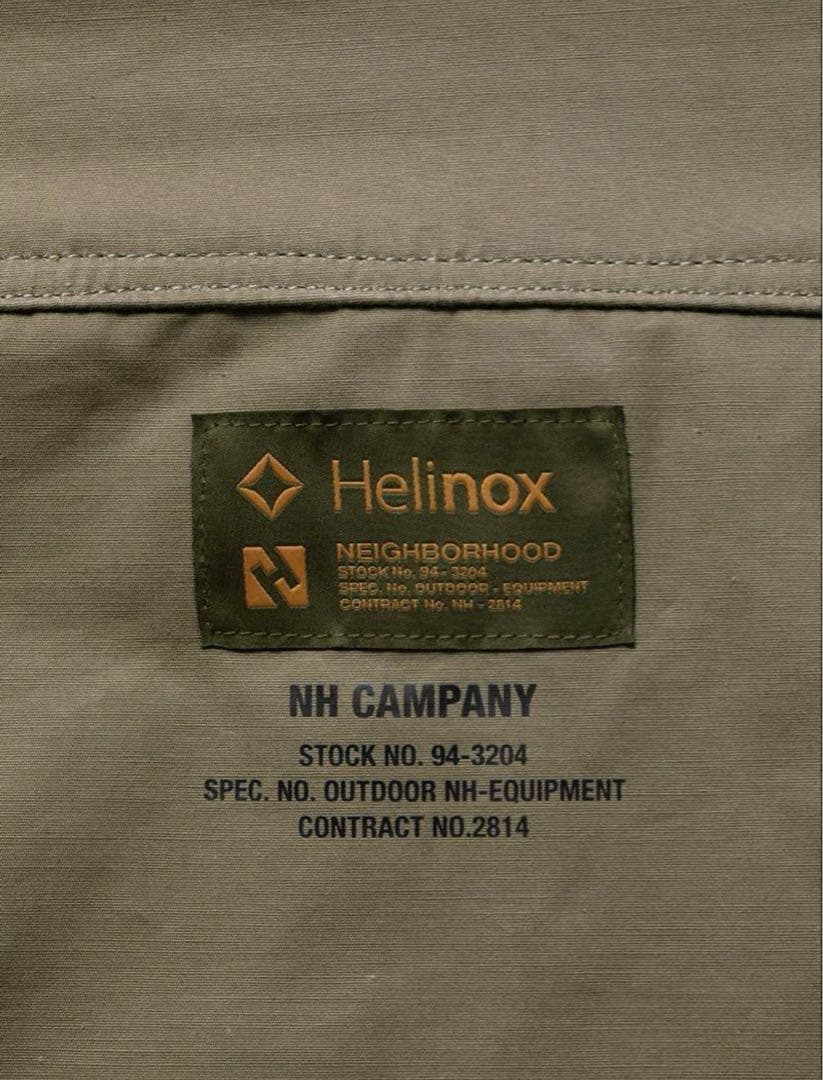 Helinox
NEIGHBORHOOD
STOCK No. 94 - 3204
SPEC. No. OUTDOOR - EQUIPMENT
CONTRACT No. NH - 2814
NH CAMPANY
STOCK NO. 94-3204
SPEC. NO. OUTDOOR NH-EQUIPMENT
CONTRACT NO.2814